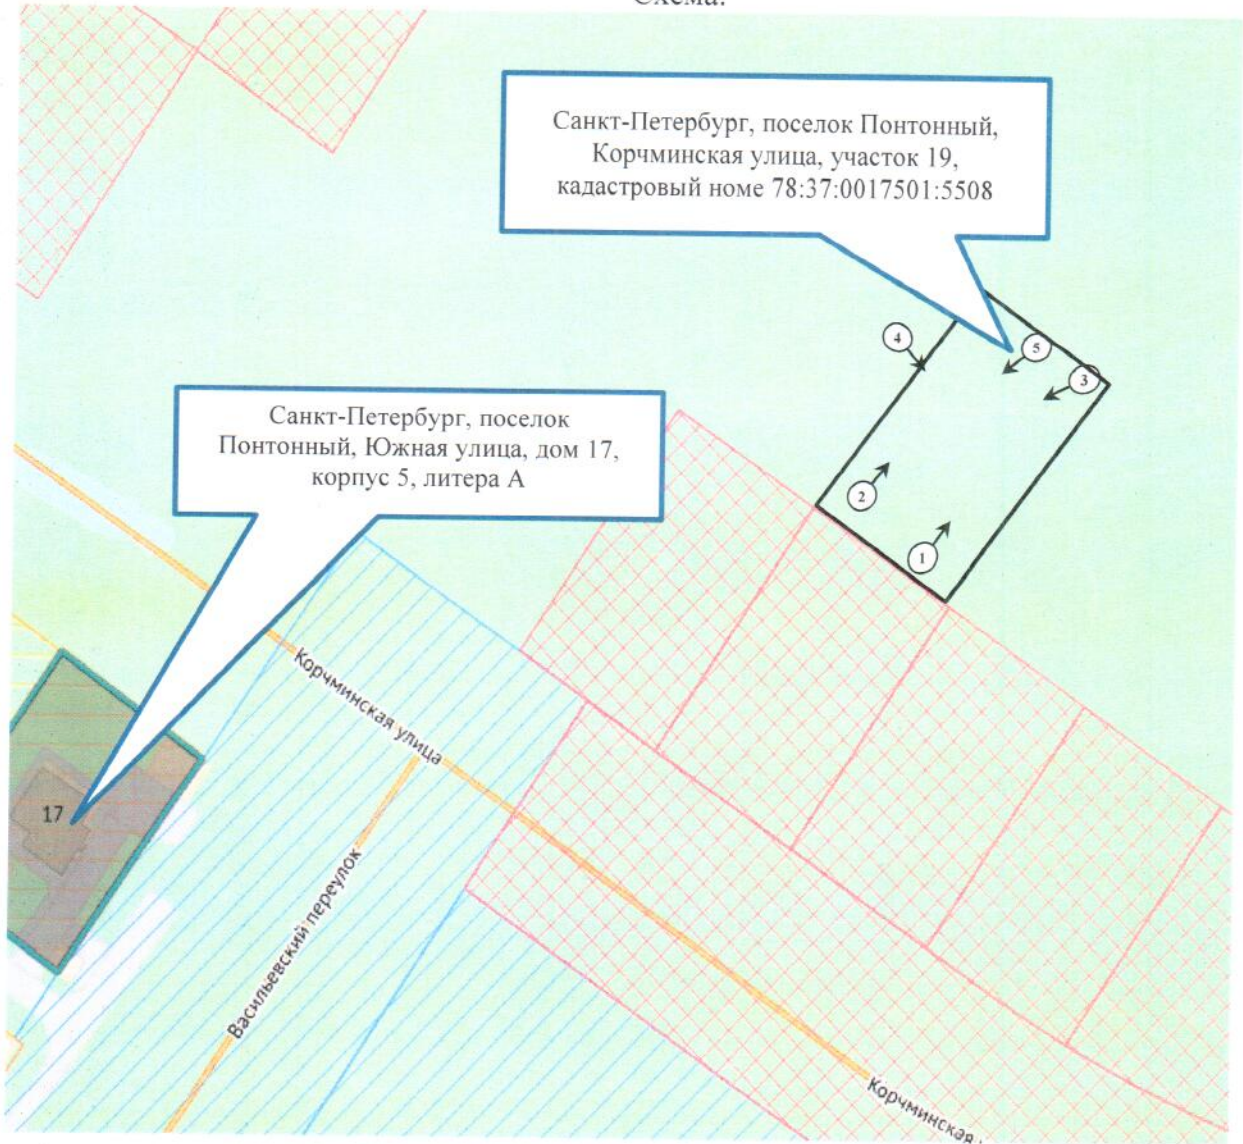 Схема:
Санкт-Петербург, поселок Понтонный,
Корчминская улица, участок 19,
кадастровый номе 78:37:0017501:5508
4
5
3
Санкт-Петербург, поселок
Понтонный, Южная улица, дом 17,
корпус 5, литера А
2
1
Корчминская улица
17
Васильевский переулок
Корчминская